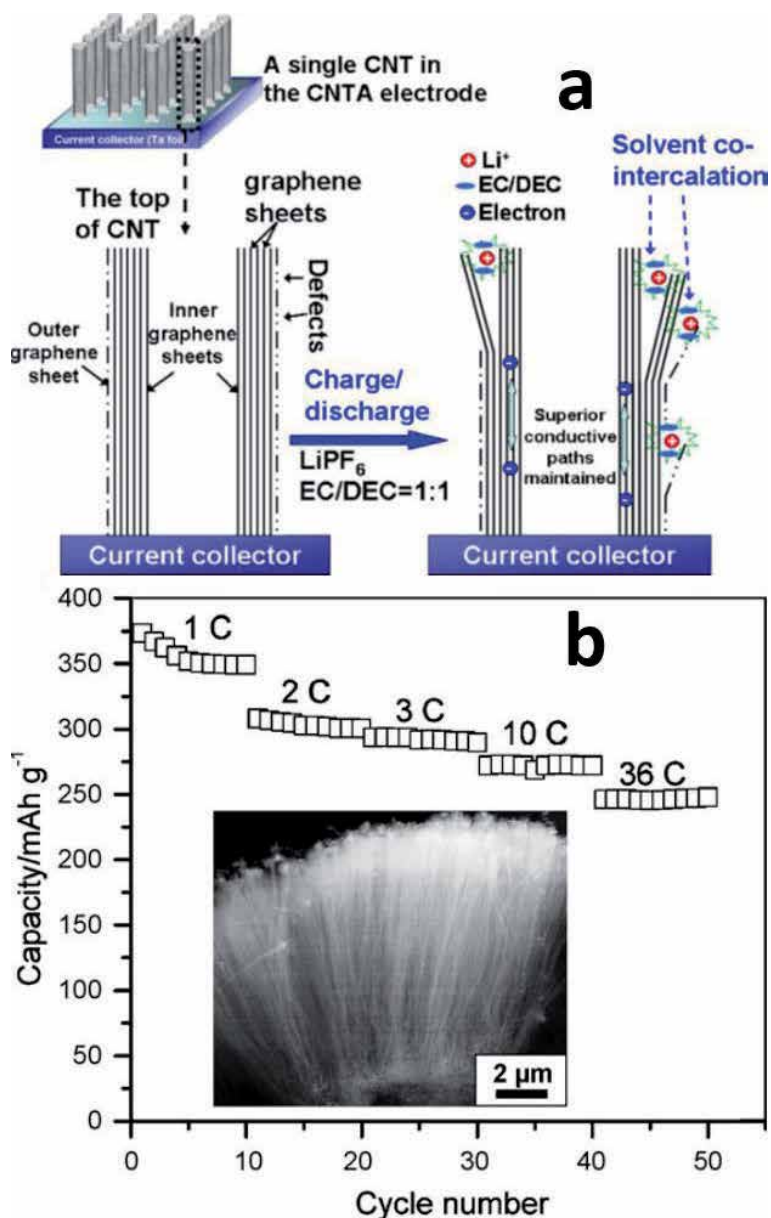 A single CNT in
the CNTA electrode
a
Current collector (Ta foil)
Li⁺
EC/DEC
Electron
Solvent co-
intercalation
The top
of CNT
graphene
sheets
Defects
Outer
graphene
sheet
Inner
graphene
sheets
Charge/
discharge
LiPF₆
EC/DEC=1:1
Superior
conductive
paths
maintained
Current collector
Current collector
b
400
350
300
250
200
150
100
50
0
Capacity/mAh g⁻¹
1 C
2 C
3 C
10 C
36 C
2 µm
0
10
20
30
40
50
Cycle number